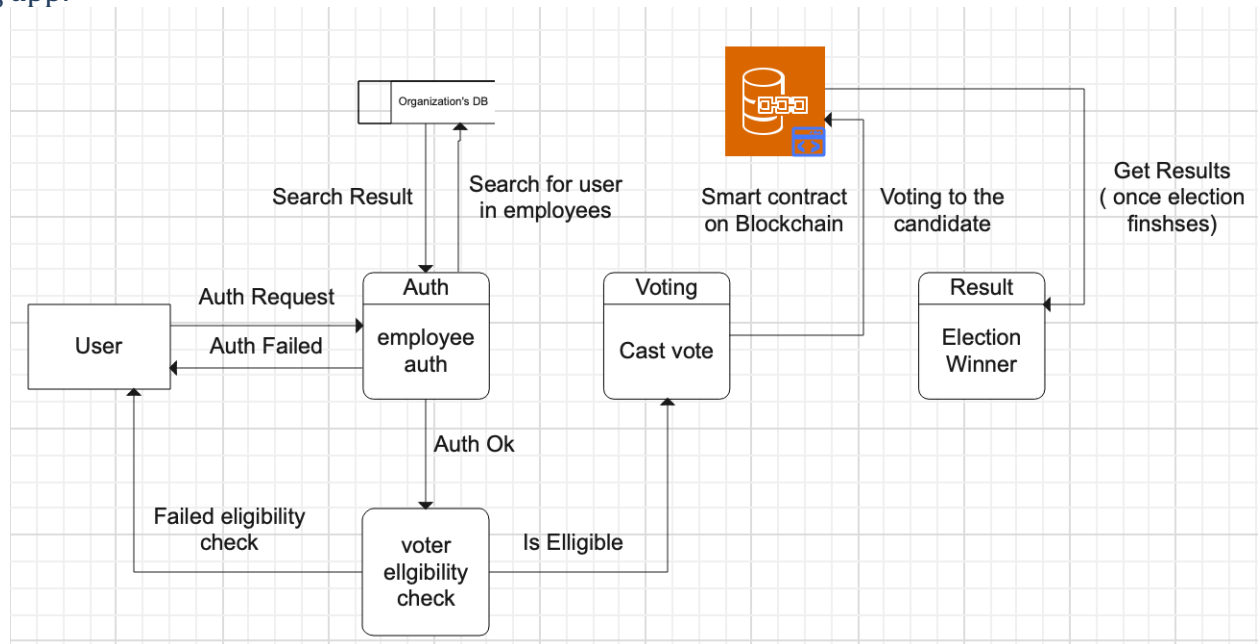 app.
Organization's DB
Search Result
Search for user
in employees
Smart contract
on Blockchain
Voting to the
candidate
Get Results
( once election
finshses)
Auth
employee
auth
Voting
Cast vote
Result
Election
Winner
User
Auth Request
Auth Failed
Auth Ok
Failed eligibility
check
voter
ellgibility
check
Is Elligible